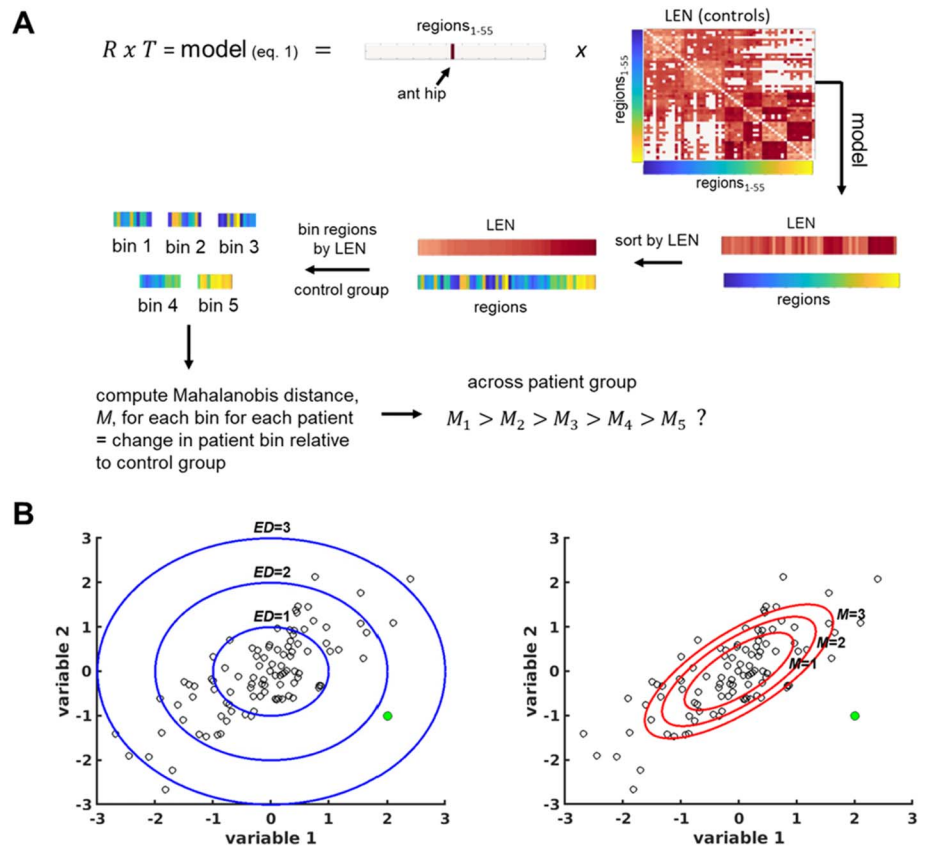 A
R x T = model (eq. 1) =
regions1-55
x
LEN (controls)
ant hip
regions1-55
regions1-55
model
bin 1 bin 2 bin 3
bin 4 bin 5
bin regions
by LEN
control group
LEN
regions
sort by LEN
LEN
regions
compute Mahalanobis distance,
M, for each bin for each patient
= change in patient bin relative
to control group
across patient group
M1 > M2 > M3 > M4 > M5 ?
B
ED=3
ED=2
ED=1
3
2
1
0
-1
-2
-3
variable 2
-3 -2 -1 0 1 2 3
variable 1
M=3
M=2
M=1
3
2
1
0
-1
-2
-3
variable 2
-3 -2 -1 0 1 2 3
variable 1